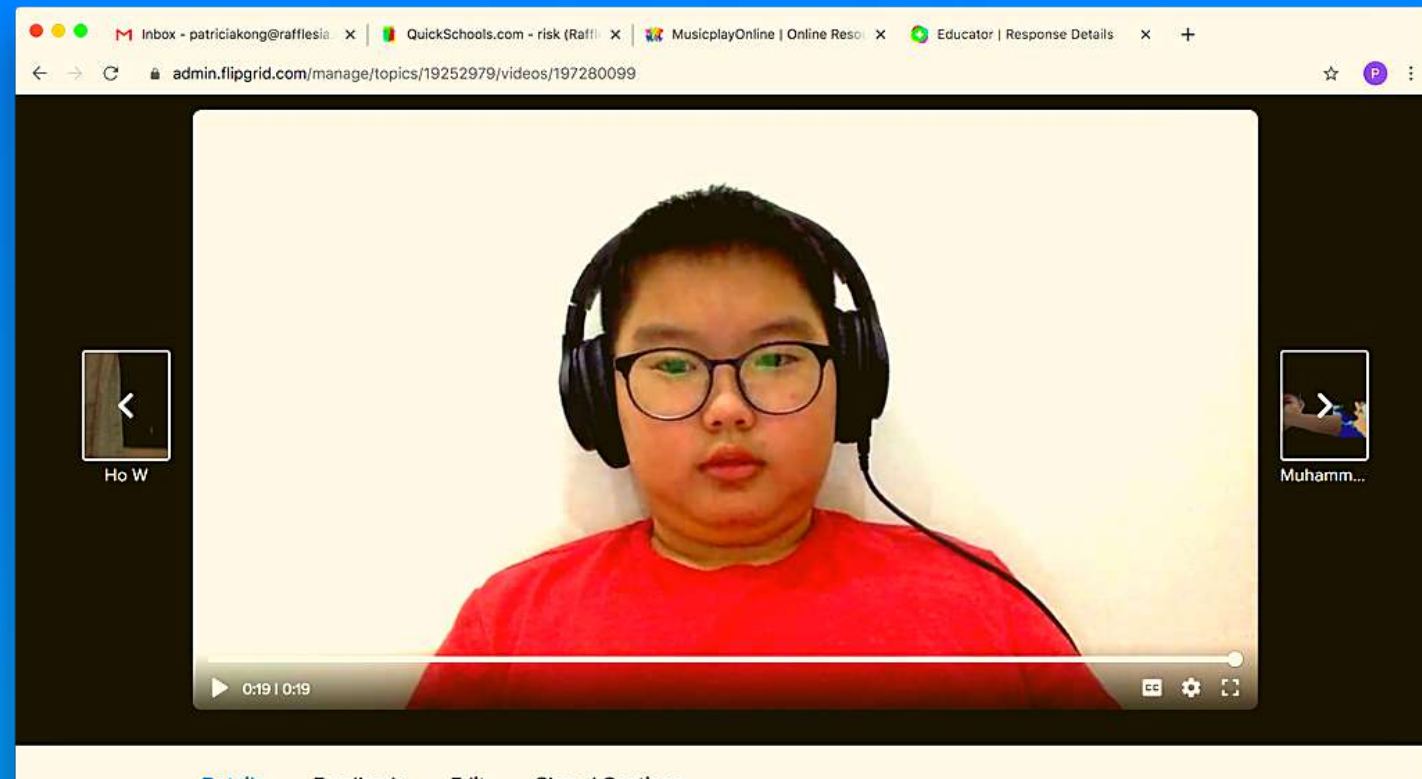 Inbox - patriciakong@rafflesia
QuickSchools.com - risk (Raffl
MusicplayOnline | Online Reso
Educator | Response Details
admin.flipgrid.com/manage/topics/19252979/videos/197280099
P
Ho W
Muhamm...
0:19 | 0:19
CC